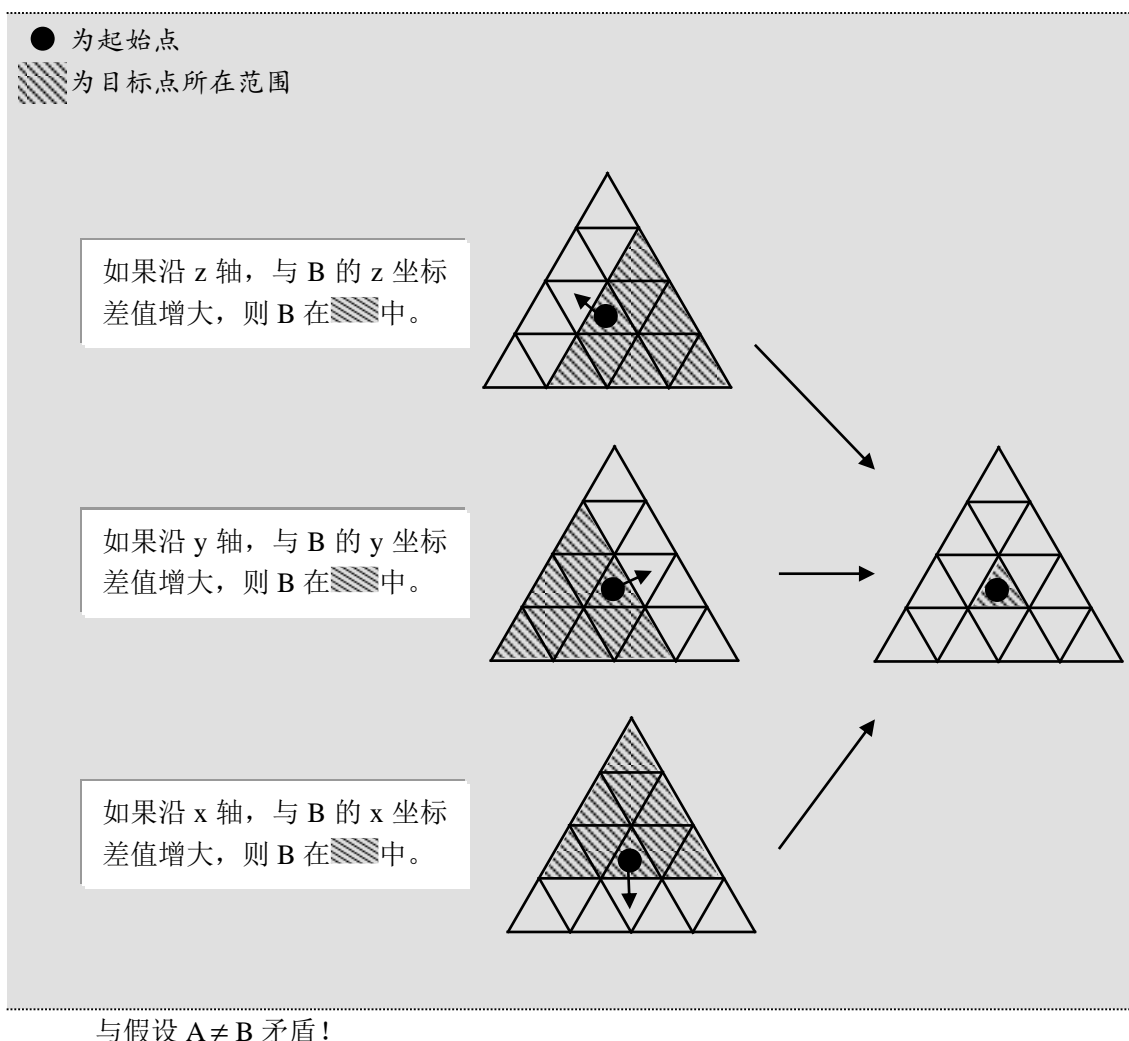 为起始点
为目标点所在范围
如果沿 z 轴，与 B 的 z 坐标
差值增大，则 B 在中。
如果沿 y 轴，与 B 的 y 坐标
差值增大，则 B 在中。
如果沿 x 轴，与 B 的 x 坐标
差值增大，则 B 在中。
与假设 A≠B 矛盾！